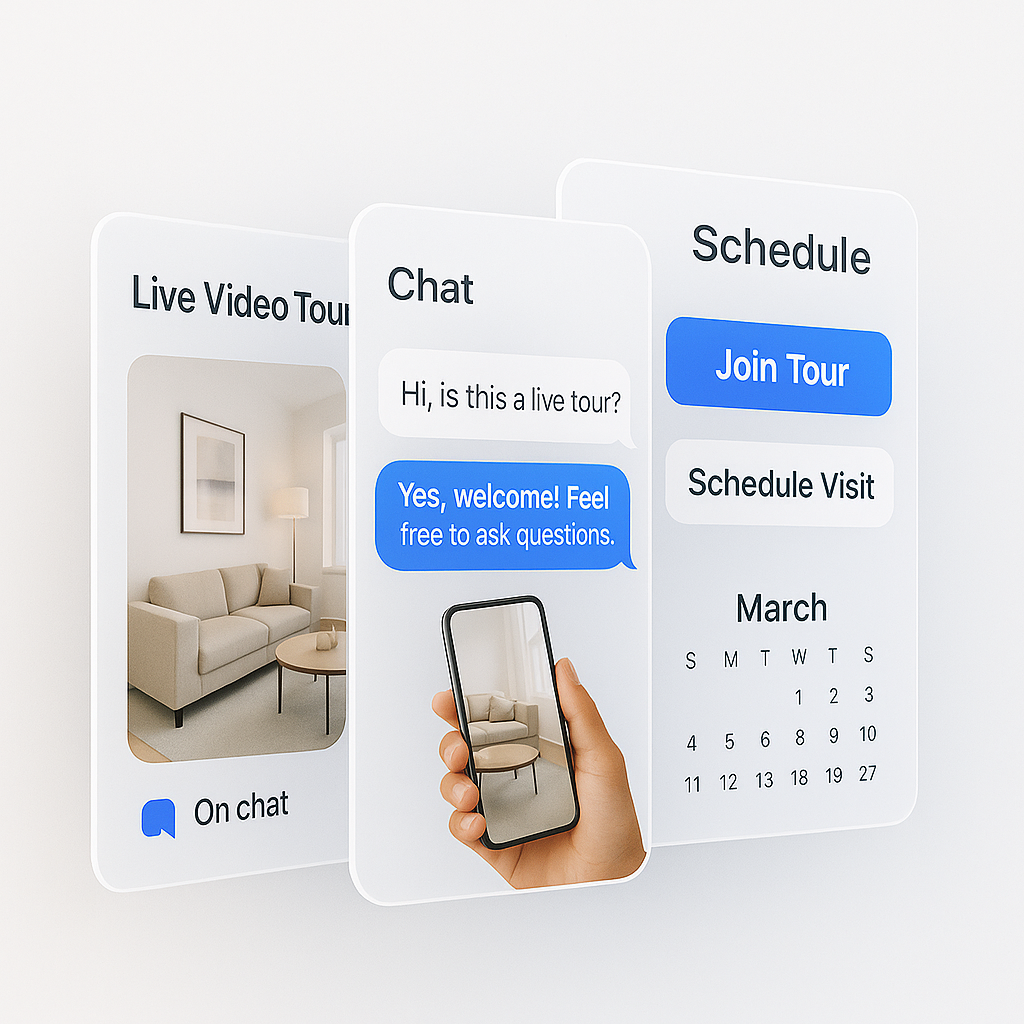 Live Video Tour
On chat
Chat
Hi, is this a live tour?
Yes, welcome! Feel
free to ask questions.
Schedule
Join Tour
Schedule Visit
March
S M T W T S
1 2 3
4 5 6 8 9 10
11 12 13 18 19 27